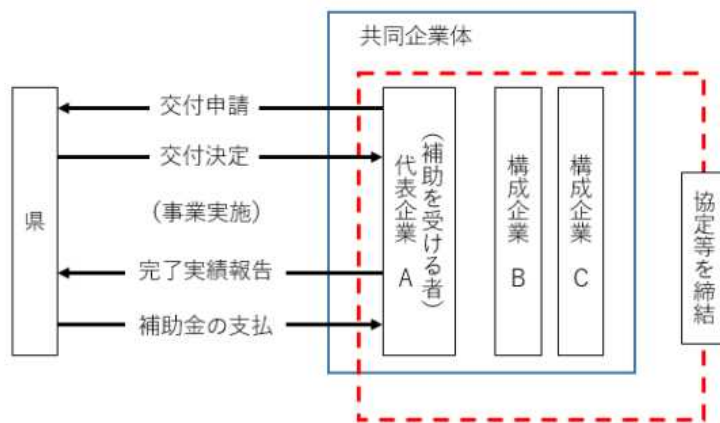 共同企業体
県
交付申請
交付決定
（事業実施）
完了実績報告
補助金の支払
（補助を受ける者）
代表企業 A
構成企業 B
構成企業 C
協定等を締結